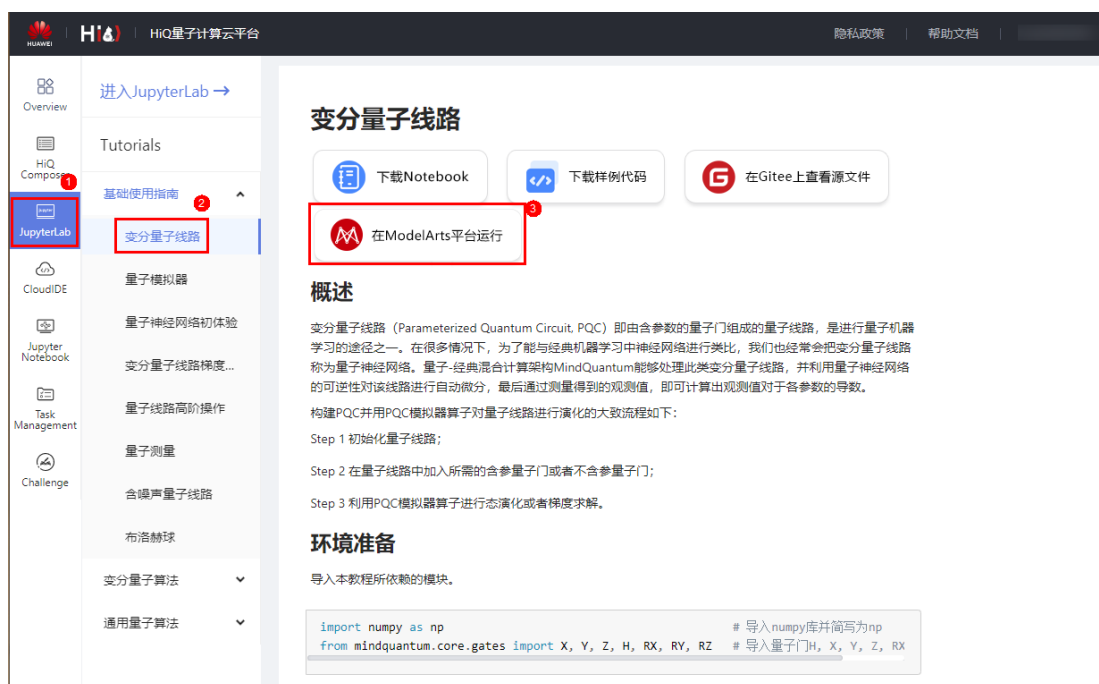 HUAWEI
HiQ
HiQ量子计算云平台
隐私政策
帮助文档
Overview
HiQ
Composer
1
JupyterLab
CloudIDE
Jupyter
Notebook
Task
Management
Challenge
进入JupyterLab →
Tutorials
基础使用指南
2
变分量子线路
量子模拟器
量子神经网络初体验
变分量子线路梯度...
量子线路高阶操作
量子测量
含噪声量子线路
布洛赫球
变分量子算法
通用量子算法
变分量子线路
下载Notebook
下载样例代码
在Gitee上查看源文件
3
在ModelArts平台运行
概述
变分量子线路（Parameterized Quantum Circuit, PQC）即由含参数的量子门组成的量子线路，是进行量子机器
学习的途径之一。在很多情况下，为了能与经典机器学习中神经网络进行类比，我们也经常会把变分量子线路
称为量子神经网络。量子-经典混合计算架构MindQuantum能够处理此类变分量子线路，并利用量子神经网络
的可逆性对该线路进行自动微分，最后通过测量得到的观测值，即可计算出观测值对于各参数的导数。
构建PQC并用PQC模拟器算子对量子线路进行演化的大致流程如下：
Step 1 初始化量子线路；
Step 2 在量子线路中加入所需的含参量子门或者不含参量子门；
Step 3 利用PQC模拟器算子进行态演化或者梯度求解。
环境准备
导入本教程所依赖的模块。
import numpy as np # 导入numpy库并简写为np
from mindquantum.core.gates import X, Y, Z, H, RX, RY, RZ # 导入量子门H, X, Y, Z, RX